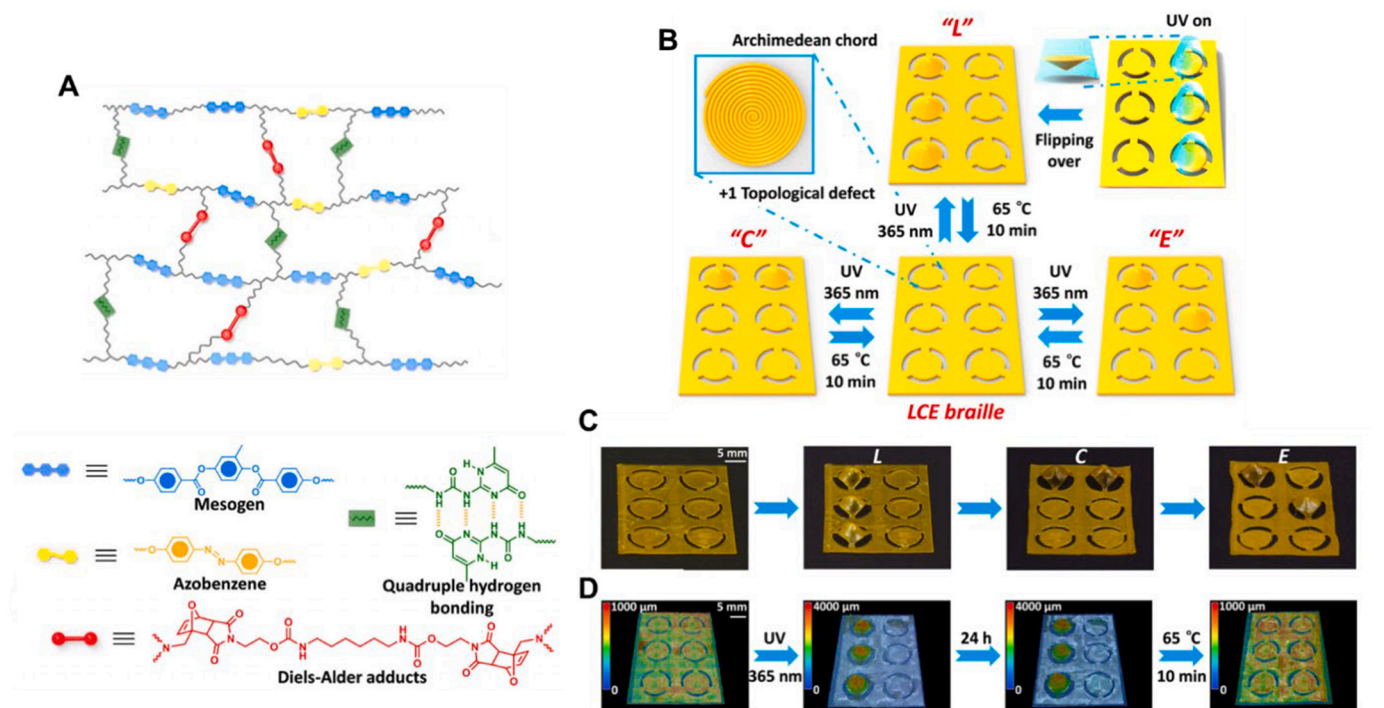 A
Mesogen
Azobenzene
Quadruple hydrogen
bonding
Diels-Alder adducts
B
Archimedean chord
+1 Topological defect
"L"
UV on
Flipping
over
UV
365 nm
65 °C
10 min
"C"
"E"
UV
365 nm
65 °C
10 min
UV
365 nm
65 °C
10 min
LCE braille
C
5 mm
L
C
E
D
1000 µm
0
5 mm
UV
365 nm
4000 µm
0
24 h
4000 µm
0
65 °C
10 min
1000 µm
0